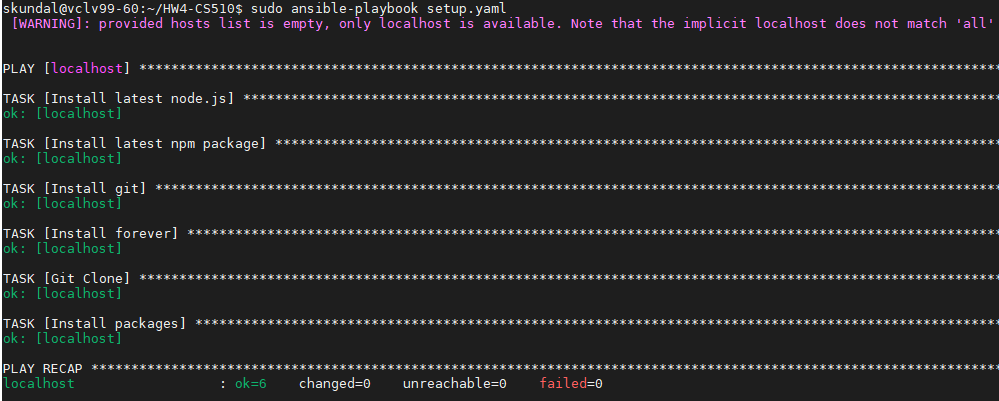 skundal@vclv99-60:~/HW4-CS510$ sudo ansible-playbook setup.yaml
[WARNING]: provided hosts list is empty, only localhost is available. Note that the implicit localhost does not match 'all'
PLAY [localhost] ************************************************************************************************************
TASK [Install latest node.js] ***********************************************************************************************
ok: [localhost]
TASK [Install latest npm package] *******************************************************************************************
ok: [localhost]
TASK [Install git] **********************************************************************************************************
ok: [localhost]
TASK [Install forever] ******************************************************************************************************
ok: [localhost]
TASK [Git Clone] ************************************************************************************************************
ok: [localhost]
TASK [Install packages] *****************************************************************************************************
ok: [localhost]
PLAY RECAP ******************************************************************************************************************
localhost                  : ok=6    changed=0    unreachable=0    failed=0